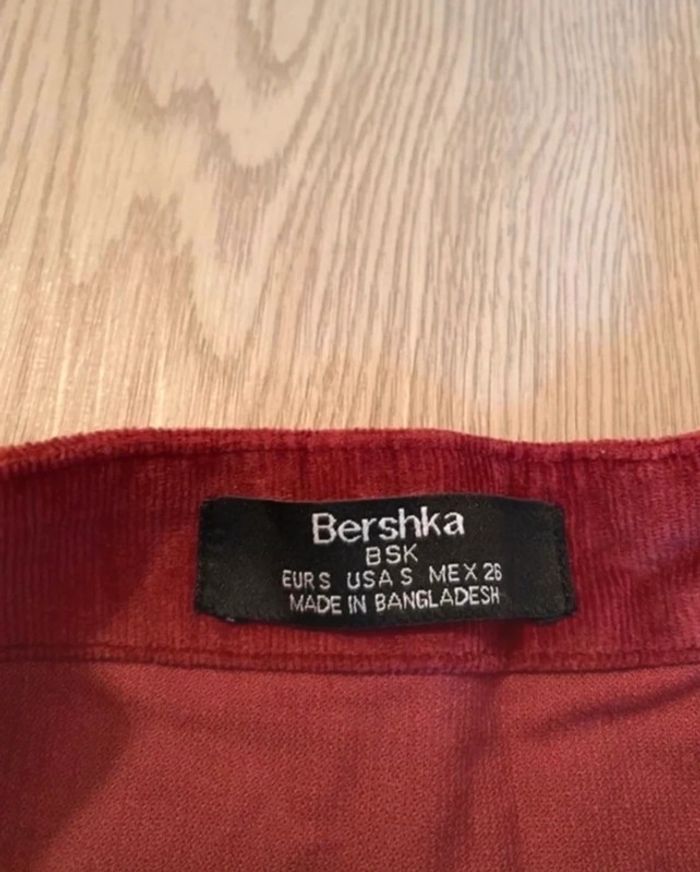 Bershka
BSK
EUR S USA S MEX 26
MADE IN BANGLADESH